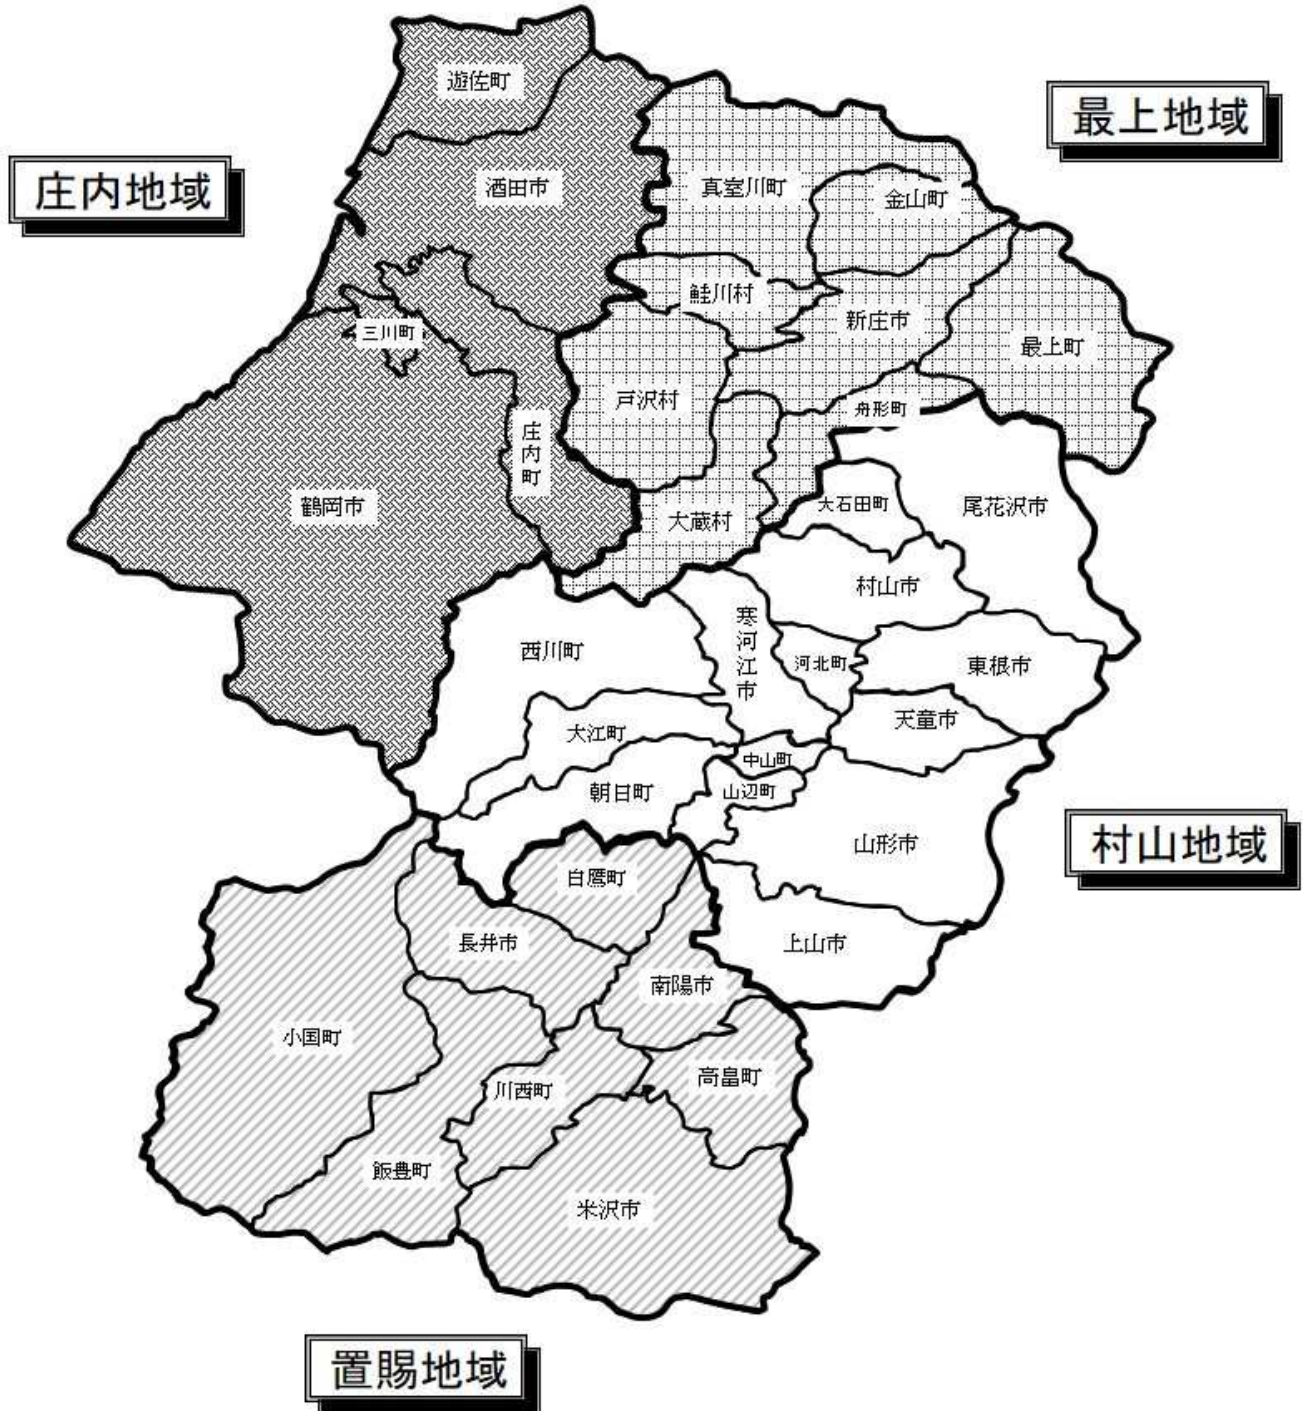 遊佐町
最上地域
庄内地域
酒田市
真室川町
金山町
鮭川村
新庄市
三川町
最上町
戸沢村
舟形町
庄内町
鶴岡市
大蔵村
大石田町
尾花沢市
村山市
寒河江市
西川町
河北町
東根市
天童市
大江町
中山町
朝日町
山辺町
山形市
村山地域
白鷹町
長井市
上山市
南陽市
小国町
高畠町
川西町
飯豊町
米沢市
置賜地域